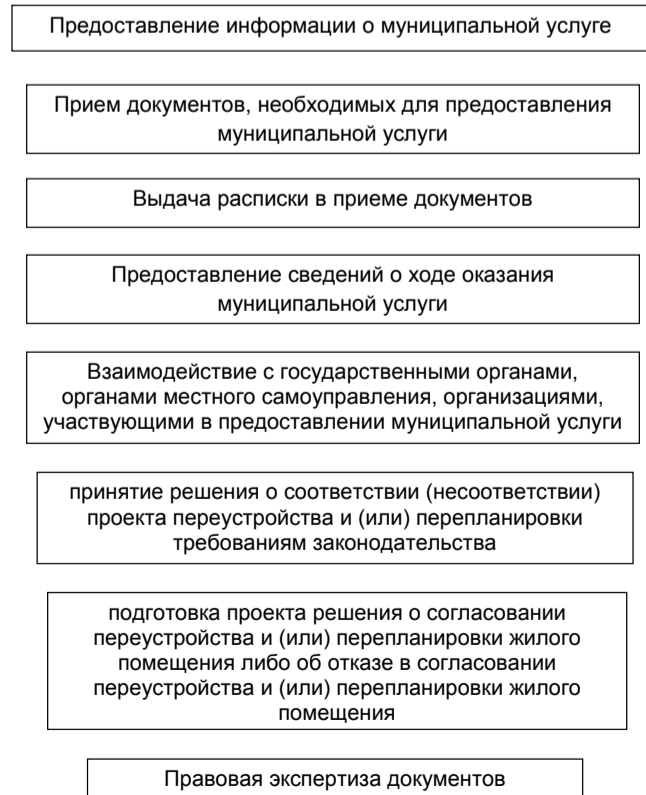 Предоставление информации о муниципальной услуге
Прием документов, необходимых для предоставления
муниципальной услуги
Выдача расписки в приеме документов
Предоставление сведений о ходе оказания
муниципальной услуги
Взаимодействие с государственными органами,
органами местного самоуправления, организациями,
участвующими в предоставлении муниципальной услуги
принятие решения о соответствии (несоответствии)
проекта переустройства и (или) перепланировки
требованиям законодательства
подготовка проекта решения о согласовании
переустройства и (или) перепланировки жилого
помещения либо об отказе в согласовании
переустройства и (или) перепланировки жилого
помещения
Правовая экспертиза документов